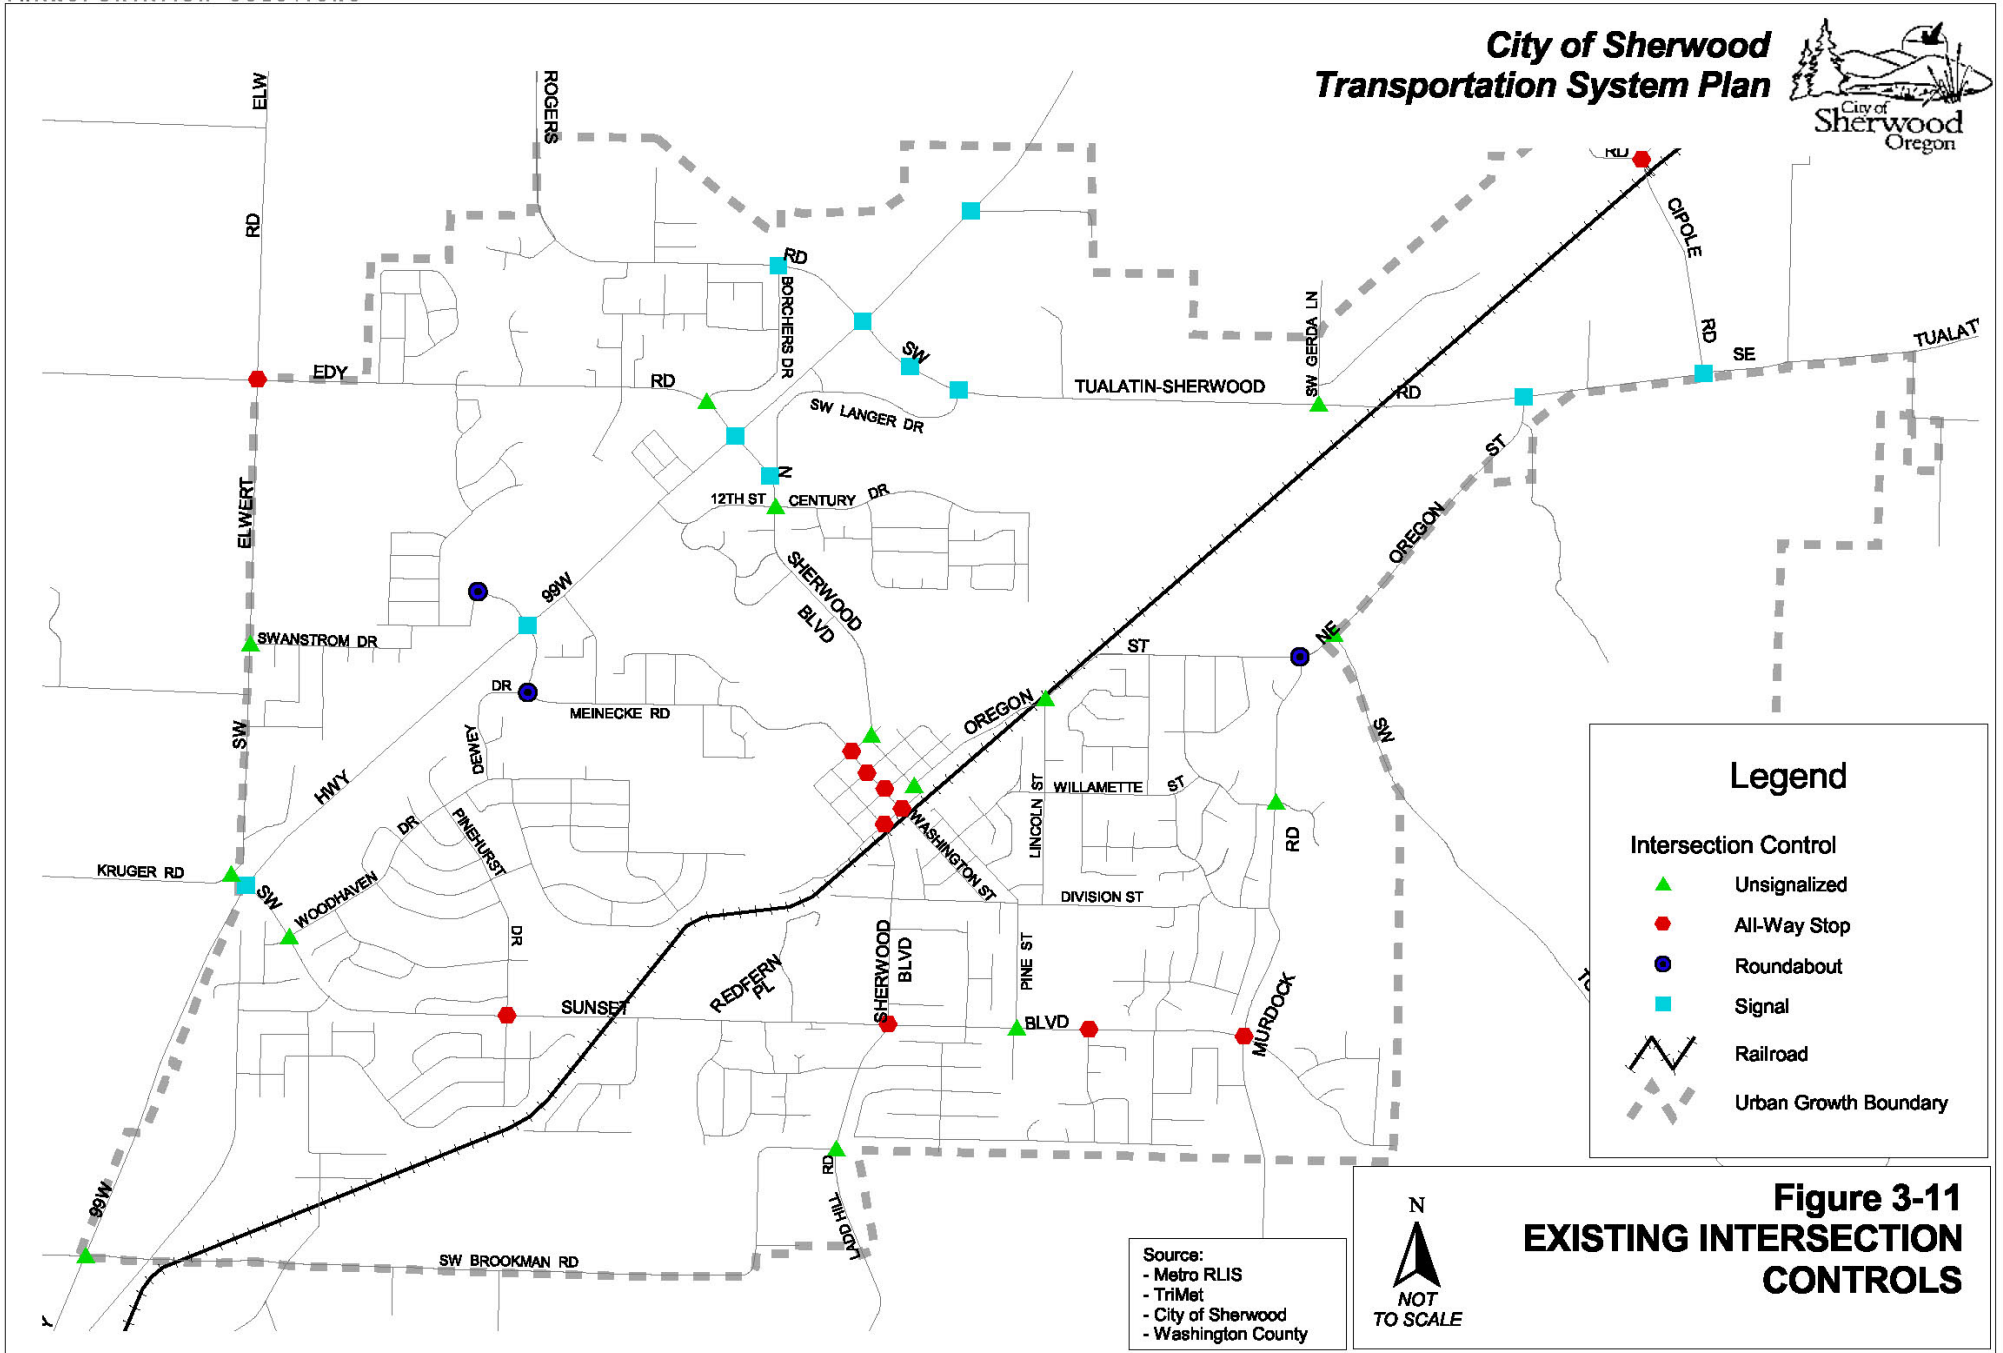 City of Sherwood
Transportation System Plan
City of
Sherwood
Oregon
ELW
RD
ROGERS
RD
BORCHERS DR
RD
CIPOLE
RD
SW GERDA LN
SW
TUALATIN-SHERWOOD
RD
SE
EDY
RD
SW LANGER DR
N
12TH ST
CENTURY DR
ELWERT
OREGON
ST
99W
SHERWOOD
BLVD
SWANSTROM DR
NE
ST
DR
MEINECKE RD
OREGON
SW
SW
DEWEY
HWY
WILLAMETTE ST
LINCOLN ST
RD
DR
PINEHURST
WASHINGTON ST
KRUGER RD
SW
WOODHAVEN
DIVISION ST
DR
SHERWOOD
BLVD
PINE ST
REDFERN
PL
SUNSET
BLVD
MURDOCK
RD
LADD HILL
99W
SW BROOKMAN RD
Y
Legend
Intersection Control
Unsignalized
All-Way Stop
Roundabout
Signal
Railroad
Urban Growth Boundary
Source:
- Metro RLIS
- TriMet
- City of Sherwood
- Washington County
N
NOT
TO SCALE
Figure 3-11
EXISTING INTERSECTION
CONTROLS